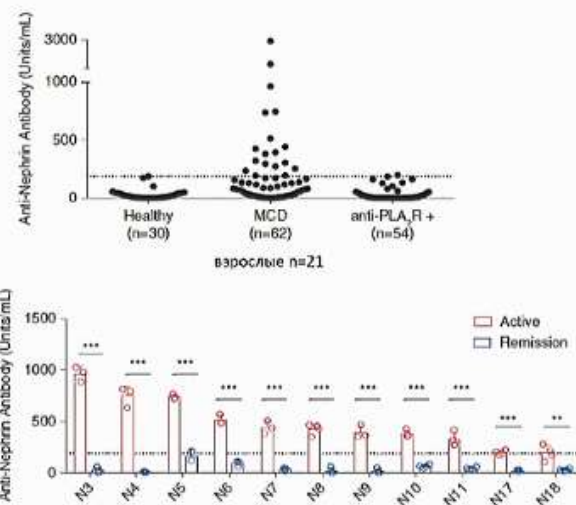 Anti-Nephrin Antibody (Units/mL)
3000
1000
500
0
Healthy
(n=30)
MCD
(n=62)
anti-PLA₂R +
(n=54)
взрослые n=21
Anti-Nephrin Antibody (Units/mL)
1500
1000
500
0
Active
Remission
***
***
***
***
***
***
***
***
***
***
**
N3
N4
N5
N6
N7
N8
N9
N10
N11
N17
N18